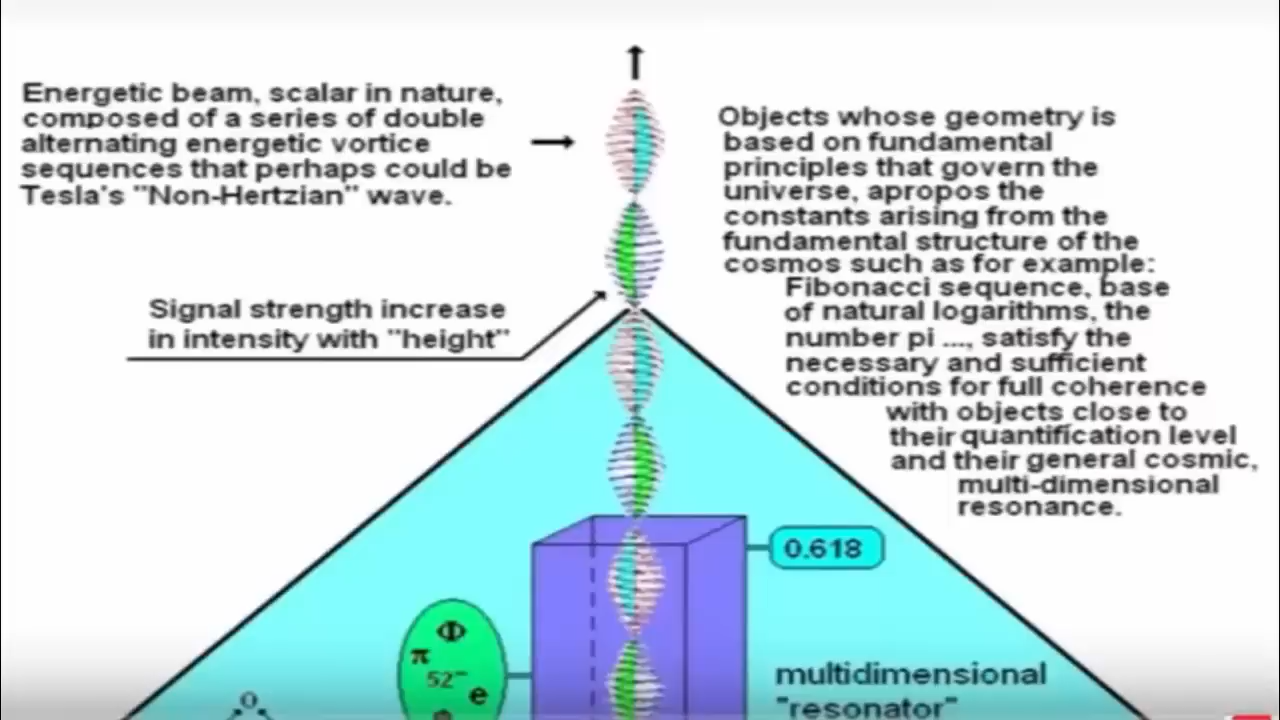 Energetic beam, scalar in nature,
composed of a series of double
alternating energetic vortice
sequences that perhaps could be
Tesla's "Non-Hertzian" wave.
Objects whose geometry is
based on fundamental
principles that govern the
universe, apropos the
constants arising from the
fundamental structure of the
cosmos such as for example:
Fibonacci sequence, base
of natural logarithms, the
number pi ..., satisfy the
necessary and sufficient
conditions for full coherence
with objects close to
their quantification level
and their general cosmic,
multi-dimensional
resonance.
Signal strength increase
in intensity with "height"
0.618
Φ
π
52
e
O
multidimensional
"resonator"